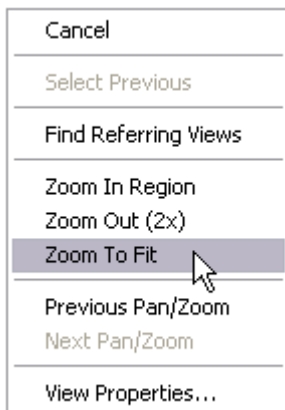 Cancel
Select Previous
Find Referring Views
Zoom In Region
Zoom Out (2x)
Zoom To Fit
Previous Pan/Zoom
Next Pan/Zoom
View Properties...